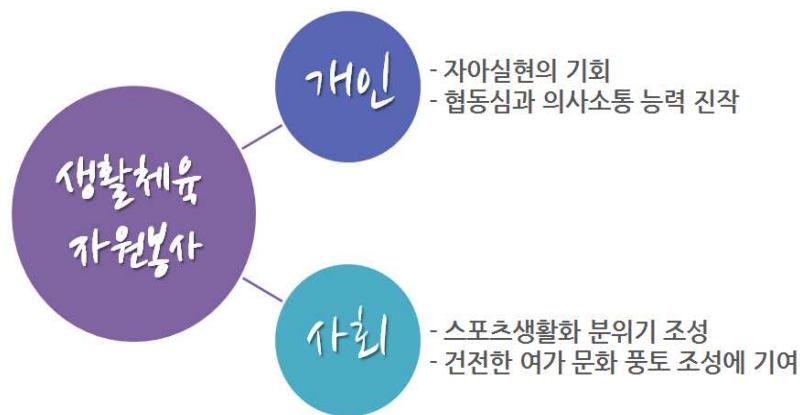 생활체육
자원봉사
개인
- 자아실현의 기회
- 협동심과 의사소통 능력 진작
사회
- 스포츠생활화 분위기 조성
- 건전한 여가 문화 풍토 조성에 기여